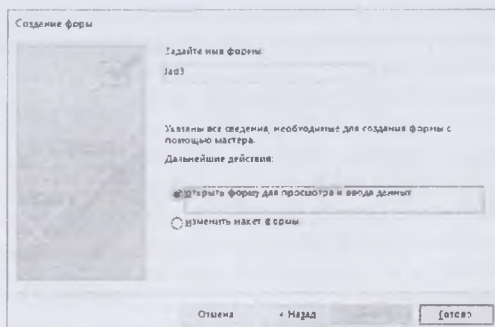 Создание формы
Задайте имя формы:
Указаны все сведения, необходимые для создания формы с
помощью мастера.
Дальнейшие действия:
открыть форму для просмотра и ввода данных
изменить макет формы
Отмена < Назад Готово